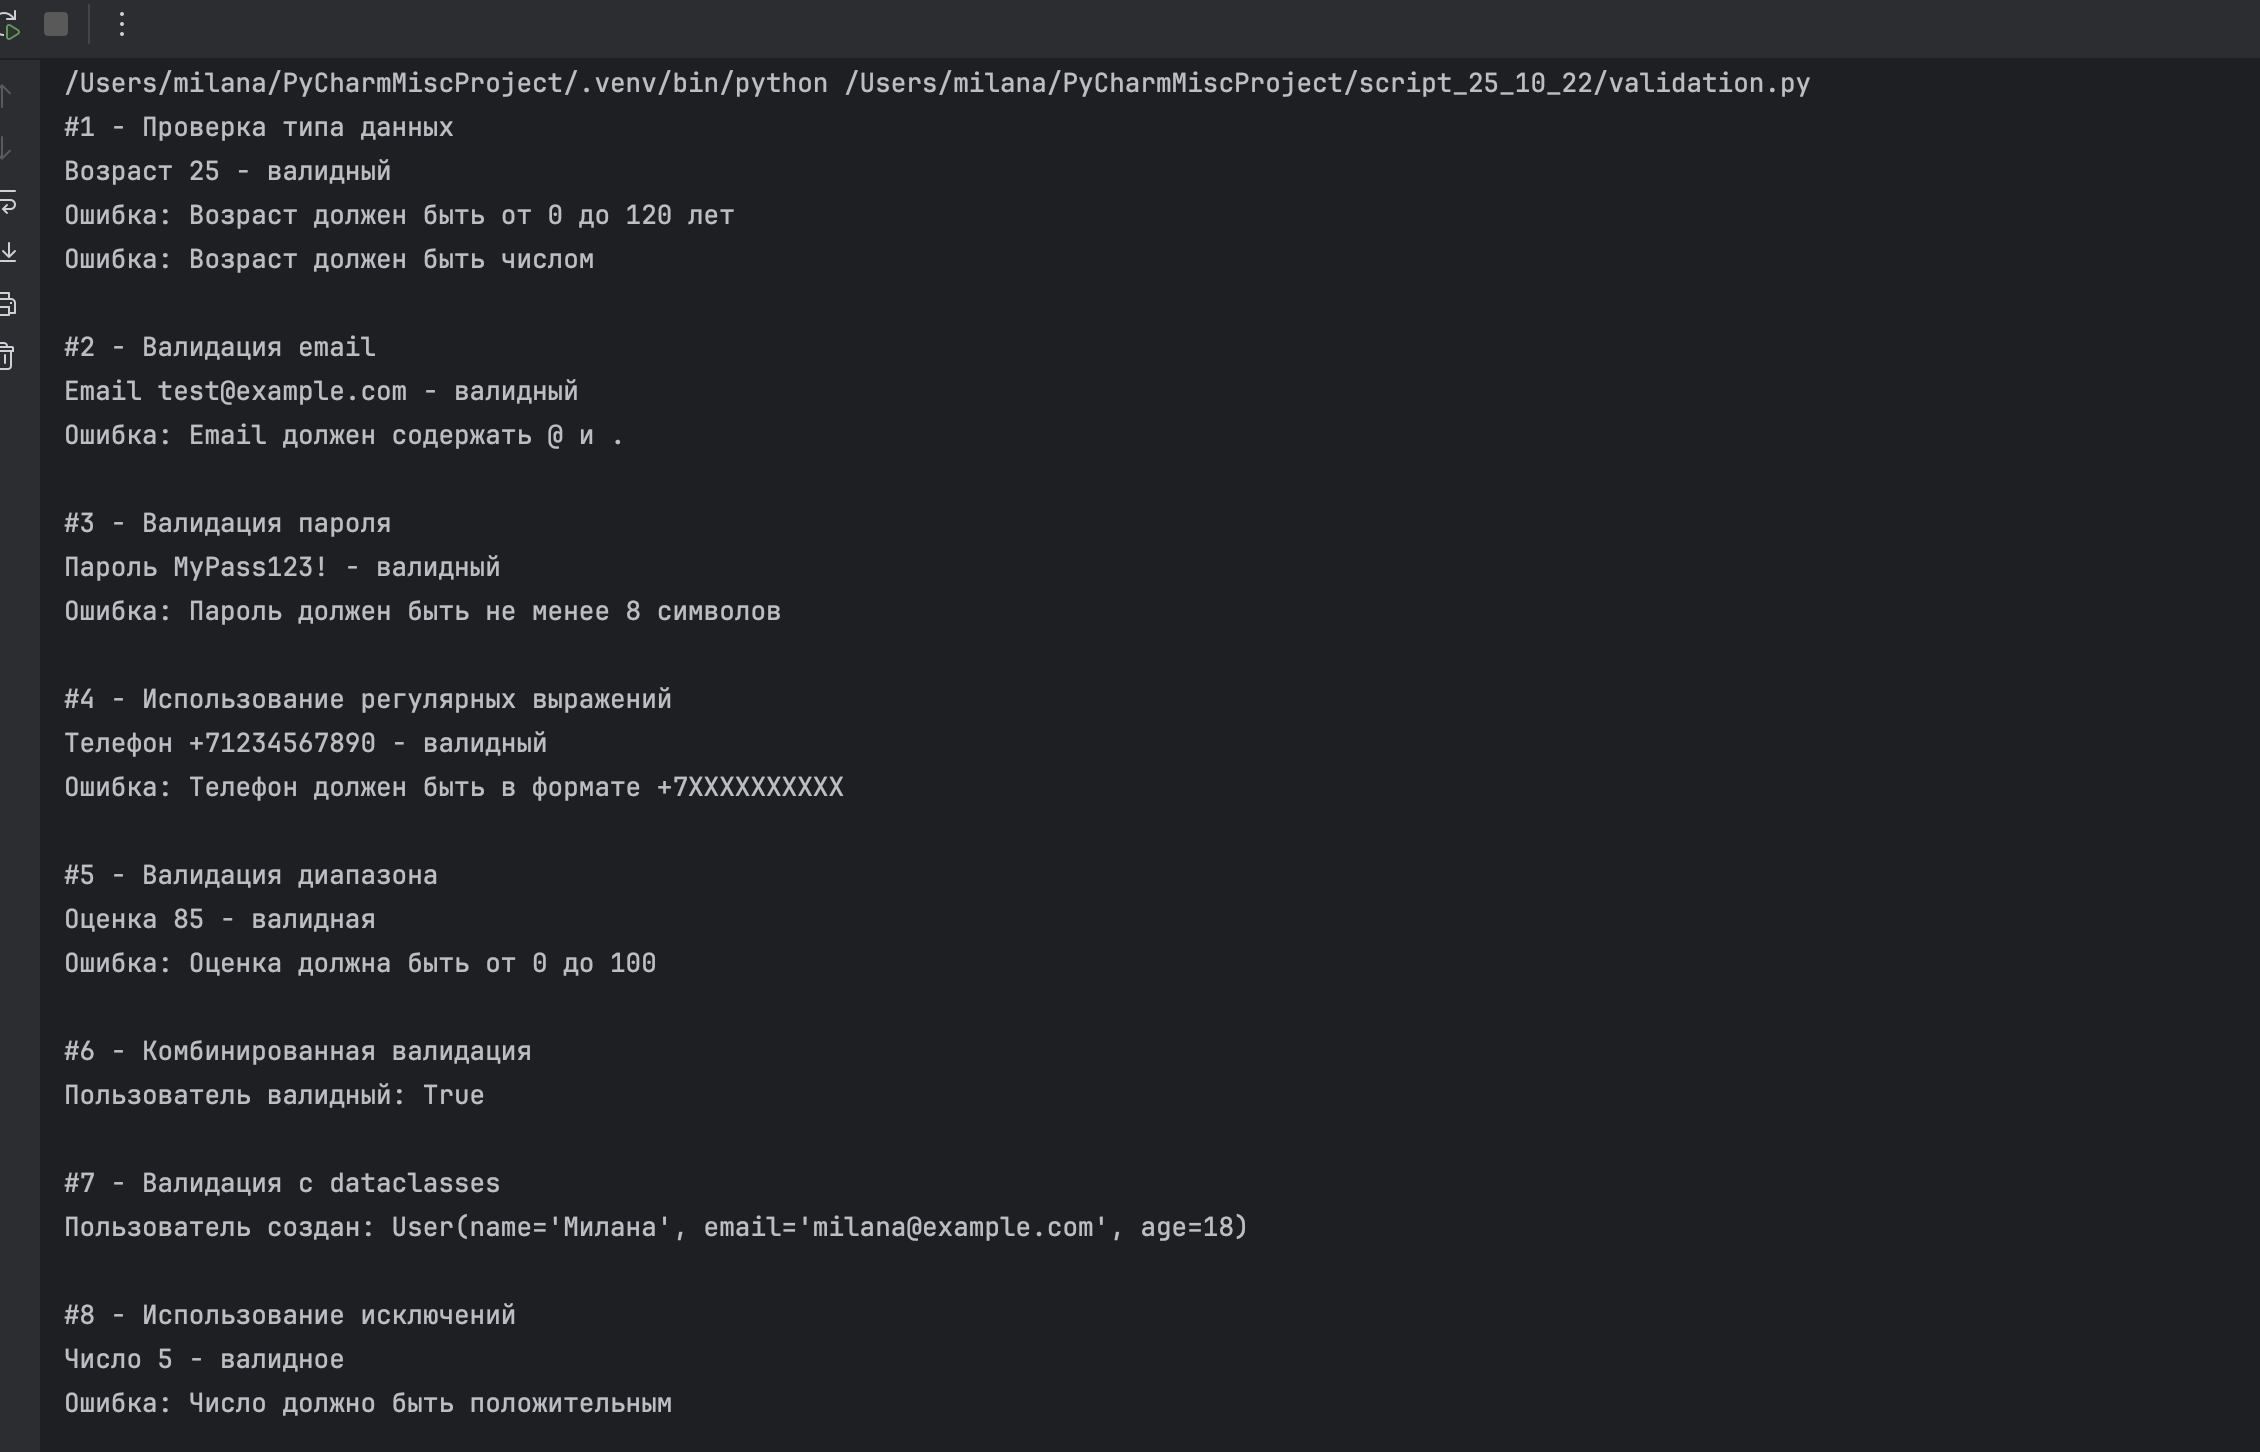 /Users/milana/PyCharmMiscProject/.venv/bin/python /Users/milana/PyCharmMiscProject/script_25_10_22/validation.py
#1 - Проверка типа данных
Возраст 25 - валидный
Ошибка: Возраст должен быть от 0 до 120 лет
Ошибка: Возраст должен быть числом
#2 - Валидация email
Email test@example.com - валидный
Ошибка: Email должен содержать @ и .
#3 - Валидация пароля
Пароль MyPass123! - валидный
Ошибка: Пароль должен быть не менее 8 символов
#4 - Использование регулярных выражений
Телефон +71234567890 - валидный
Ошибка: Телефон должен быть в формате +7XXXXXXXXXX
#5 - Валидация диапазона
Оценка 85 - валидная
Ошибка: Оценка должна быть от 0 до 100
#6 - Комбинированная валидация
Пользователь валидный: True
#7 - Валидация с dataclasses
Пользователь создан: User(name='Милана', email='milana@example.com', age=18)
#8 - Использование исключений
Число 5 - валидное
Ошибка: Число должно быть положительным